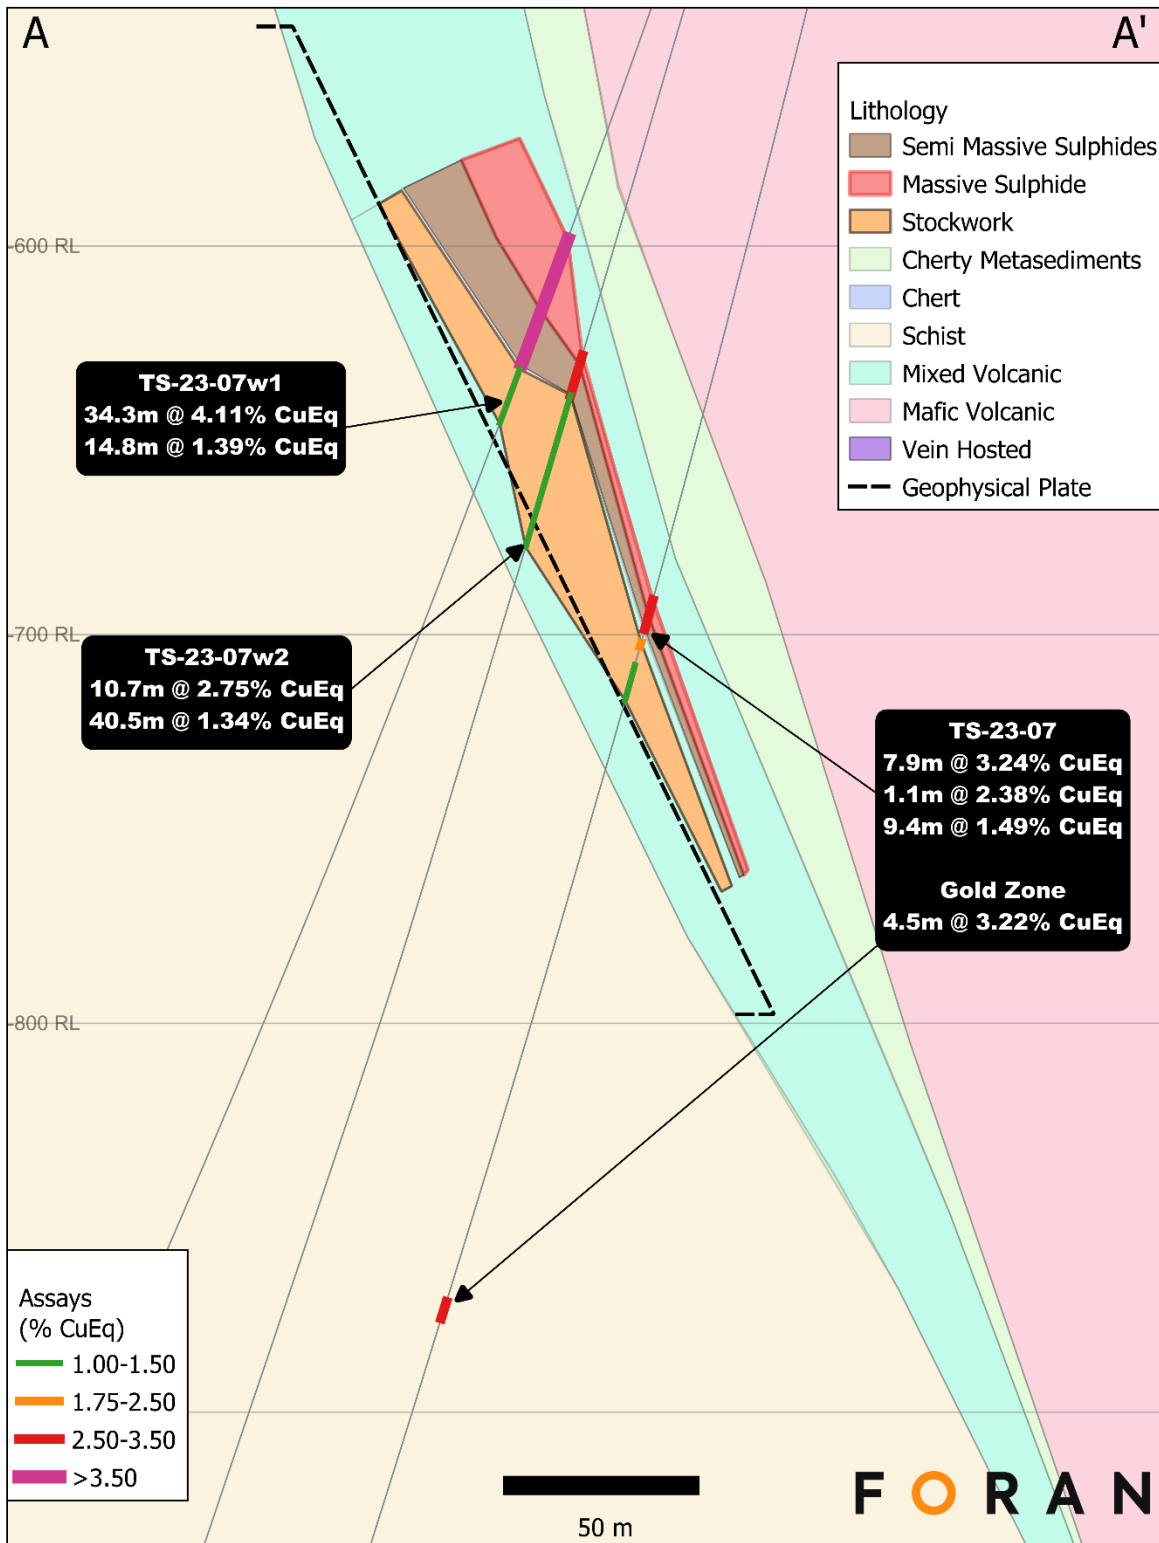 A
A'
Lithology
Semi Massive Sulphides
Massive Sulphide
Stockwork
Cherty Metasediments
Chert
Schist
Mixed Volcanic
Mafic Volcanic
Vein Hosted
Geophysical Plate
-600 RL
TS-23-07w1
34.3m @ 4.11% CuEq
14.8m @ 1.39% CuEq
-700 RL
TS-23-07w2
10.7m @ 2.75% CuEq
40.5m @ 1.34% CuEq
TS-23-07
7.9m @ 3.24% CuEq
1.1m @ 2.38% CuEq
9.4m @ 1.49% CuEq
Gold Zone
4.5m @ 3.22% CuEq
-800 RL
Assays
(% CuEq)
1.00-1.50
1.75-2.50
2.50-3.50
>3.50
50 m
FORAN